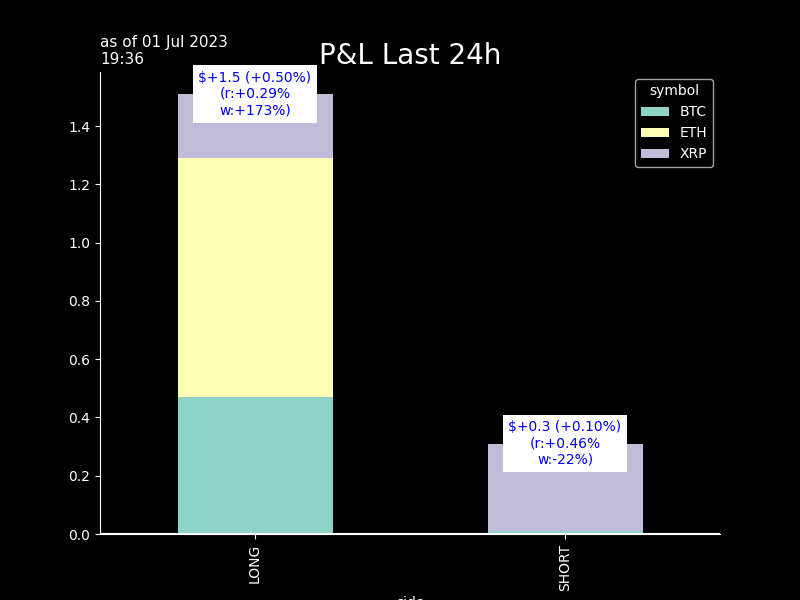 as of 01 Jul 2023
19:36
P&L Last 24h
$+1.5 (+0.50%)
(r:+0.29%
w:+173%)
symbol
BTC
ETH
XRP
1.4
1.2
1.0
0.8
0.6
0.4
0.2
0.0
$+0.3 (+0.10%)
(r:+0.46%
w:-22%)
LONG
SHORT